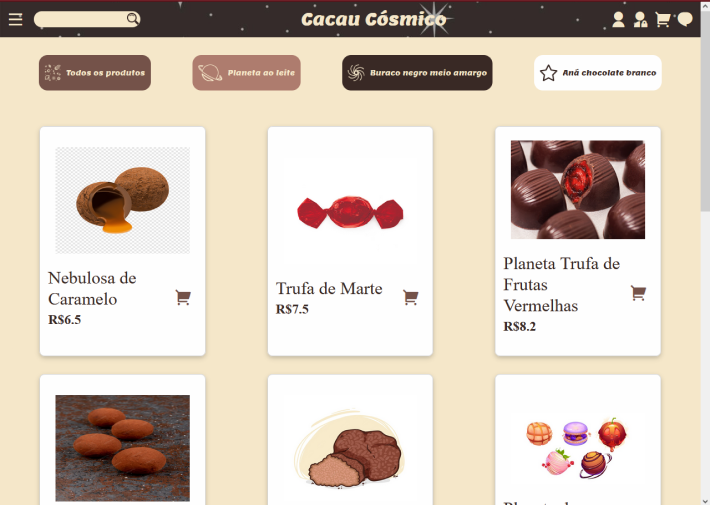 Cacau Cósmico
Todos os produtos
Planeta ao leite
Buraco negro meio amargo
Anã chocolate branco
Nebulosa de
Caramelo
R$6.5
Trufa de Marte
R$7.5
Planeta Trufa de
Frutas
Vermelhas
R$8.2